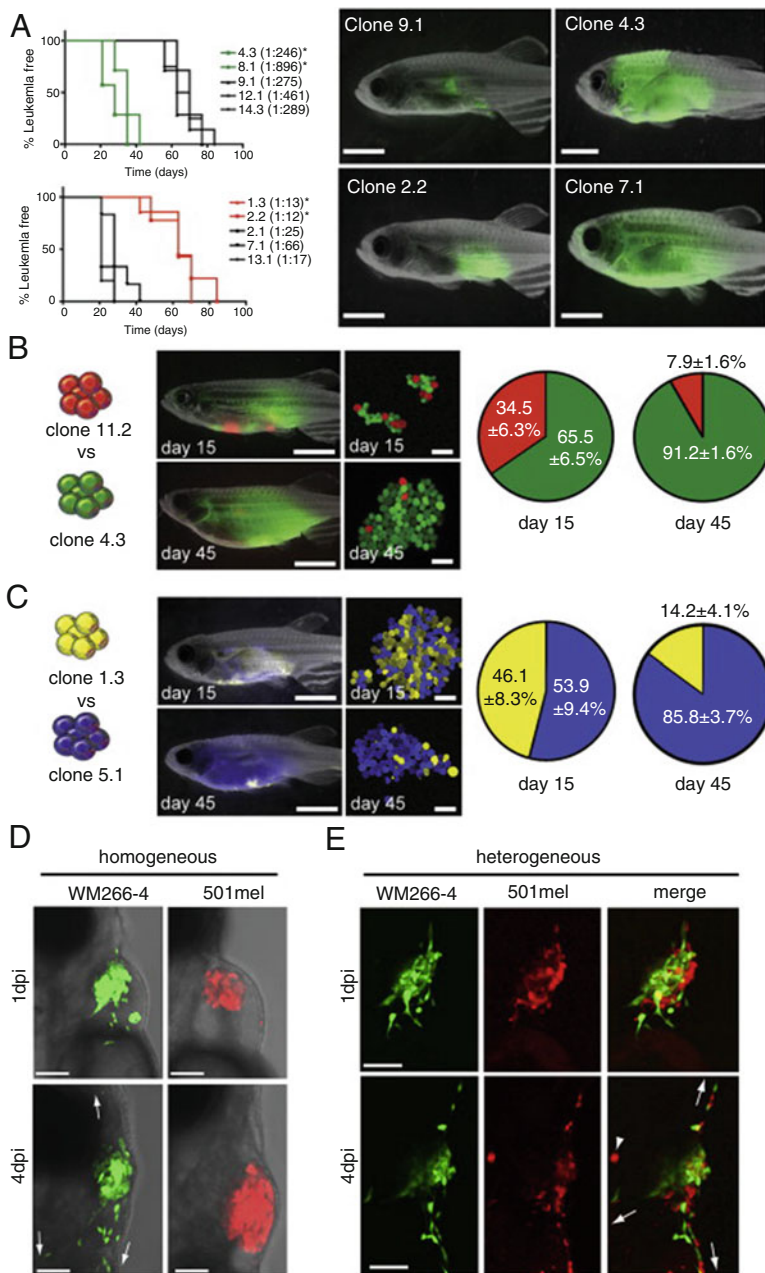 A
% Leukemia free
100
50
0
0 20 40 60 80 100
Time (days)
4.3 (1:246)*
8.1 (1:896)*
9.1 (1:275)
12.1 (1:461)
14.3 (1:289)
% Leukemia free
100
50
0
0 20 40 60 80 100
Time (days)
1.3 (1:13)*
2.2 (1:12)*
2.1 (1:25)
7.1 (1:66)
13.1 (1:17)
Clone 9.1
Clone 4.3
Clone 2.2
Clone 7.1
B
clone 11.2
vs
clone 4.3
day 15
day 15
day 45
day 45
34.5
±6.3%
65.5
±6.5%
day 15
7.9±1.6%
91.2±1.6%
day 45
C
clone 1.3
vs
clone 5.1
day 15
day 15
day 45
day 45
46.1
±8.3%
53.9
±9.4%
day 15
14.2±4.1%
85.8±3.7%
day 45
D
homogeneous
WM266-4 501mel
1dpi
4dpi
E
heterogeneous
WM266-4 501mel merge
1dpi
4dpi